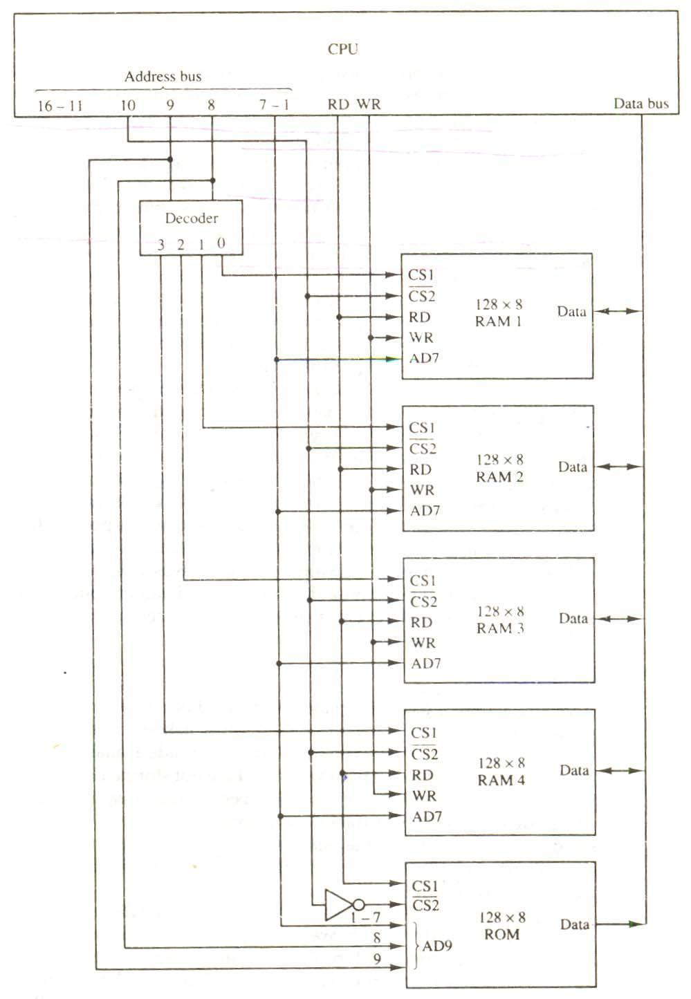 CPU
Address bus
16 – 11 10 9 8 7 – 1 RD WR Data bus
Decoder
3 2 1 0
CS1
CS2
RD
WR
AD7
128 × 8
RAM 1
Data
CS1
CS2
RD
WR
AD7
128 × 8
RAM 2
Data
CS1
CS2
RD
WR
AD7
128 × 8
RAM 3
Data
CS1
CS2
RD
WR
AD7
128 × 8
RAM 4
Data
CS1
CS2
1 – 7
8
9
AD9
128 × 8
ROM
Data